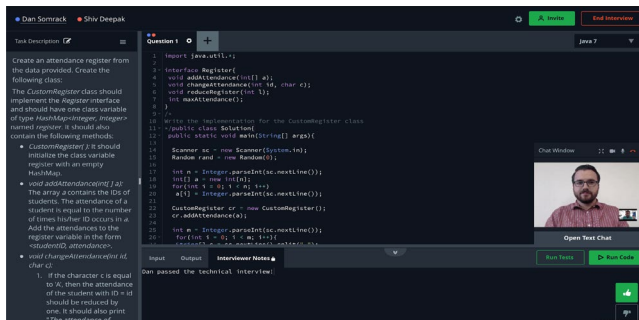 Dan Somrack
Shiv Deepak
Invite
End Interview
Task Description
Question 1
+
Java 7
Create an attendance register from
the data provided. Create the
following class:
The CustomRegister class should
implement the Register interface
and should have one class variable
of type HashMap<Integer, Integer>
named register. It should also
contain the following methods:
CustomRegister( ): It should
initialize the class variable
register with an empty
HashMap.
void addAttendance(int[ ] a):
The array a contains the IDs of
students. The attendance of a
student is equal to the number
of times his/her ID occurs in a.
Add the attendances to the
register variable in the form
<studentID, attendance>.
void changeAttendance(int id,
char c):
1. If the character c is equal
to 'A', then the attendance
of the student with ID = id
should be reduced by
one. It should also print
"The attendance of
1 import java.util.*;
2
3 interface Register{
4 void addAttendance(int[] a);
5 void changeAttendance(int id, char c);
6 void reduceRegister(int l);
7 int maxAttendance();
8 }
9 /*
10 Write the implementation for the CustomRegister class
11 */public class Solution{
12 public static void main(String[] args){
13
14 Scanner sc = new Scanner(System.in);
15 Random rand = new Random(0);
16
17 int n = Integer.parseInt(sc.nextLine());
18 int[] a = new int[n];
19 for(int i = 0; i < n; i++)
20 a[i] = Integer.parseInt(sc.nextLine());
21
22 CustomRegister cr = new CustomRegister();
23 cr.addAttendance(a);
24
25 int m = Integer.parseInt(sc.nextLine());
26 for(int i = 0; i < m; i++){
Chat Window
Open Text Chat
Input
Output
Interviewer Notes
Run Tests
Run Code
Dan passed the technical interview!